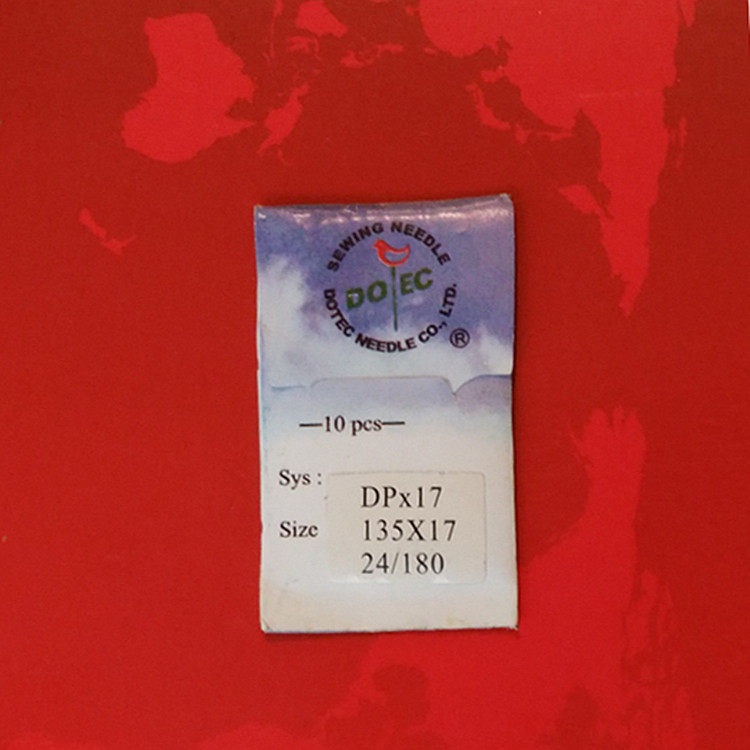 SEWING NEEDLE
DOTEC
DOTEC NEEDLE CO., LTD.
®
—10 pcs—
Sys :
DPx17
Size
135X17
24/180